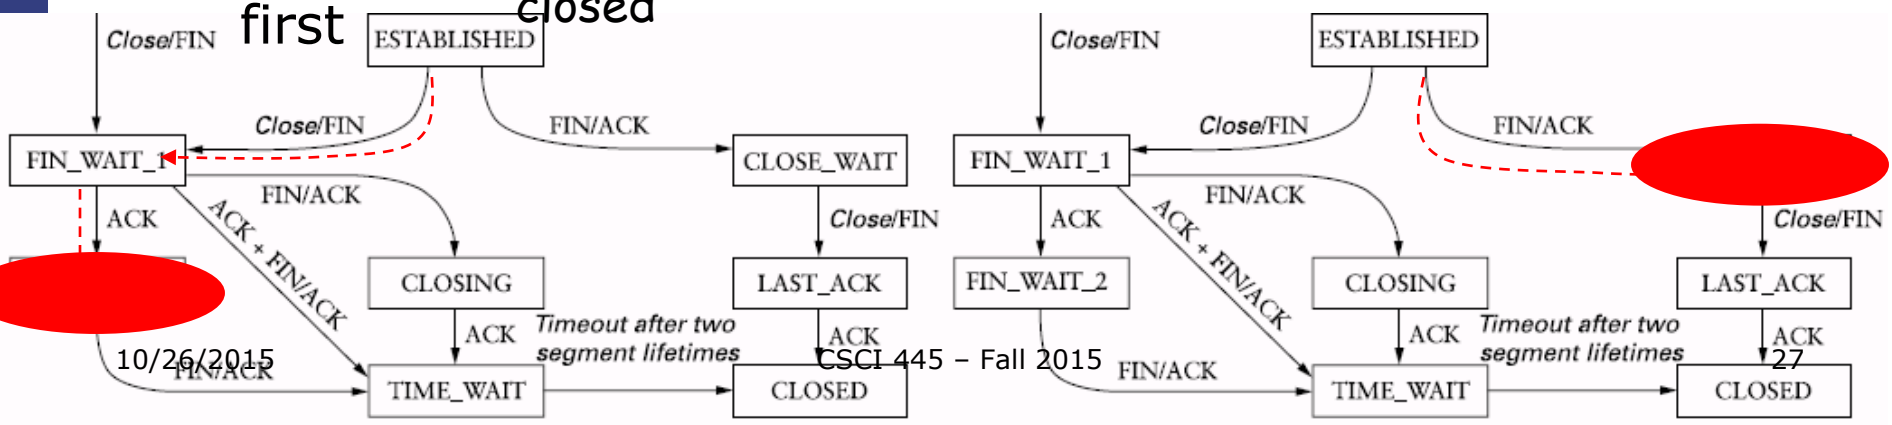 first
closed
Close/FIN
ESTABLISHED
Close/FIN
FIN/ACK
FIN_WAIT_1
CLOSE_WAIT
FIN/ACK
ACK
ACK + FIN/ACK
Close/FIN
CLOSING
LAST_ACK
ACK
Timeout after two
segment lifetimes
ACK
FIN/ACK
TIME_WAIT
CLOSED
Close/FIN
ESTABLISHED
Close/FIN
FIN/ACK
FIN_WAIT_1
FIN/ACK
ACK
ACK + FIN/ACK
Close/FIN
FIN_WAIT_2
CLOSING
LAST_ACK
ACK
Timeout after two
segment lifetimes
ACK
FIN/ACK
TIME_WAIT
CLOSED
10/26/2015
CSCI 445 – Fall 2015
27